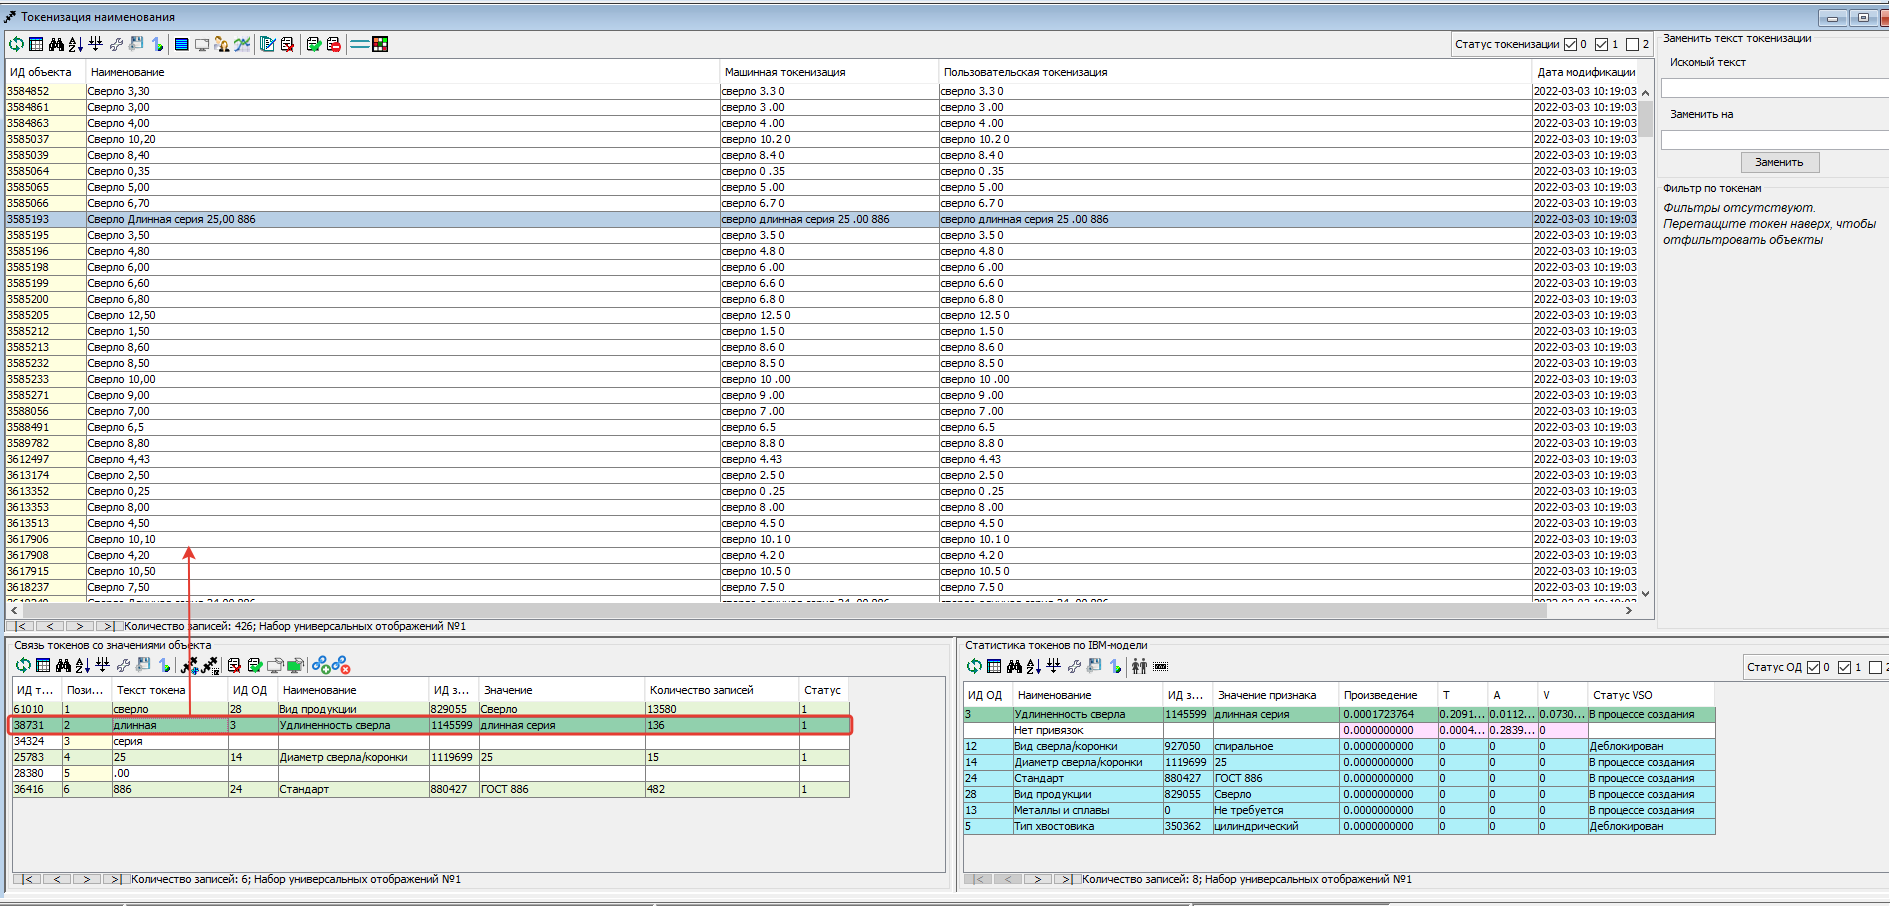 Токенизация наименования
Статус токенизации 0 1 2
ИД объекта Наименование Машинная токенизация Пользовательская токенизация Дата модификации
3584852 Сверло 3,30 сверло 3.3 0 сверло 3.3 0 2022-03-03 10:19:03
3584861 Сверло 3,00 сверло 3 .00 сверло 3 .00 2022-03-03 10:19:03
3584863 Сверло 4,00 сверло 4 .00 сверло 4 .00 2022-03-03 10:19:03
3585037 Сверло 10,20 сверло 10.2 0 сверло 10.2 0 2022-03-03 10:19:03
3585039 Сверло 8,40 сверло 8.4 0 сверло 8.4 0 2022-03-03 10:19:03
3585064 Сверло 0,35 сверло 0 .35 сверло 0 .35 2022-03-03 10:19:03
3585065 Сверло 5,00 сверло 5 .00 сверло 5 .00 2022-03-03 10:19:03
3585066 Сверло 6,70 сверло 6.7 0 сверло 6.7 0 2022-03-03 10:19:03
3585193 Сверло Длинная серия 25,00 886 сверло длинная серия 25 .00 886 сверло длинная серия 25 .00 886 2022-03-03 10:19:03
3585195 Сверло 3,50 сверло 3.5 0 сверло 3.5 0 2022-03-03 10:19:03
3585196 Сверло 4,80 сверло 4.8 0 сверло 4.8 0 2022-03-03 10:19:03
3585198 Сверло 6,00 сверло 6 .00 сверло 6 .00 2022-03-03 10:19:03
3585199 Сверло 6,60 сверло 6.6 0 сверло 6.6 0 2022-03-03 10:19:03
3585200 Сверло 6,80 сверло 6.8 0 сверло 6.8 0 2022-03-03 10:19:03
3585205 Сверло 12,50 сверло 12.5 0 сверло 12.5 0 2022-03-03 10:19:03
3585212 Сверло 1,50 сверло 1.5 0 сверло 1.5 0 2022-03-03 10:19:03
3585213 Сверло 8,60 сверло 8.6 0 сверло 8.6 0 2022-03-03 10:19:03
3585232 Сверло 8,50 сверло 8.5 0 сверло 8.5 0 2022-03-03 10:19:03
3585233 Сверло 10,00 сверло 10 .00 сверло 10 .00 2022-03-03 10:19:03
3585271 Сверло 9,00 сверло 9 .00 сверло 9 .00 2022-03-03 10:19:03
3588056 Сверло 7,00 сверло 7 .00 сверло 7 .00 2022-03-03 10:19:03
3588491 Сверло 6,5 сверло 6.5 сверло 6.5 2022-03-03 10:19:03
3589782 Сверло 8,80 сверло 8.8 0 сверло 8.8 0 2022-03-03 10:19:03
3612497 Сверло 4,43 сверло 4.43 сверло 4.43 2022-03-03 10:19:03
3613174 Сверло 2,50 сверло 2.5 0 сверло 2.5 0 2022-03-03 10:19:03
3613352 Сверло 0,25 сверло 0 .25 сверло 0 .25 2022-03-03 10:19:03
3613353 Сверло 8,00 сверло 8 .00 сверло 8 .00 2022-03-03 10:19:03
3613513 Сверло 4,50 сверло 4.5 0 сверло 4.5 0 2022-03-03 10:19:03
3617906 Сверло 10,10 сверло 10.1 0 сверло 10.1 0 2022-03-03 10:19:03
3617908 Сверло 4,20 сверло 4.2 0 сверло 4.2 0 2022-03-03 10:19:03
3617915 Сверло 10,50 сверло 10.5 0 сверло 10.5 0 2022-03-03 10:19:03
3618237 Сверло 7,50 сверло 7.5 0 сверло 7.5 0 2022-03-03 10:19:03
|< < > >| Количество записей: 426; Набор универсальных отображений №1
Заменить текст токенизации
Искомый текст
Заменить на
Заменить
Фильтр по токенам
Фильтры отсутствуют.
Перетащите токен наверх, чтобы
отфильтровать объекты
Связь токенов со значениями объекта
ИД т... Пози... Текст токена ИД ОД Наименование ИД з... Значение Количество записей Статус
61010 1 сверло 28 Вид продукции 829055 Сверло 13580 1
38731 2 длинная 3 Удлиненность сверла 1145599 длинная серия 136 1
34324 3 серия
25783 4 25 14 Диаметр сверла/коронки 1119699 25 15 1
28380 5 .00
36416 6 886 24 Стандарт 880427 ГОСТ 886 482 1
|< < > >| Количество записей: 6; Набор универсальных отображений №1
Статистика токенов по IBM-модели
Статус ОД 0 1 2
ИД ОД Наименование ИД з... Значение признака Произведение T A V Статус VSO
3 Удлиненность сверла 1145599 длинная серия 0.0001723764 0.2091... 0.0112... 0.0730... В процессе создания
Нет привязок 0.0000000000 0.0004... 0.2839... 0
12 Вид сверла/коронки 927050 спиральное 0.0000000000 0 0 0 Деблокирован
14 Диаметр сверла/коронки 1119699 25 0.0000000000 0 0 0 В процессе создания
24 Стандарт 880427 ГОСТ 886 0.0000000000 0 0 0 В процессе создания
28 Вид продукции 829055 Сверло 0.0000000000 0 0 0 В процессе создания
13 Металлы и сплавы 0 Не требуется 0.0000000000 0 0 0 В процессе создания
5 Тип хвостовика 350362 цилиндрический 0.0000000000 0 0 0 Деблокирован
|< < > >| Количество записей: 8; Набор универсальных отображений №1